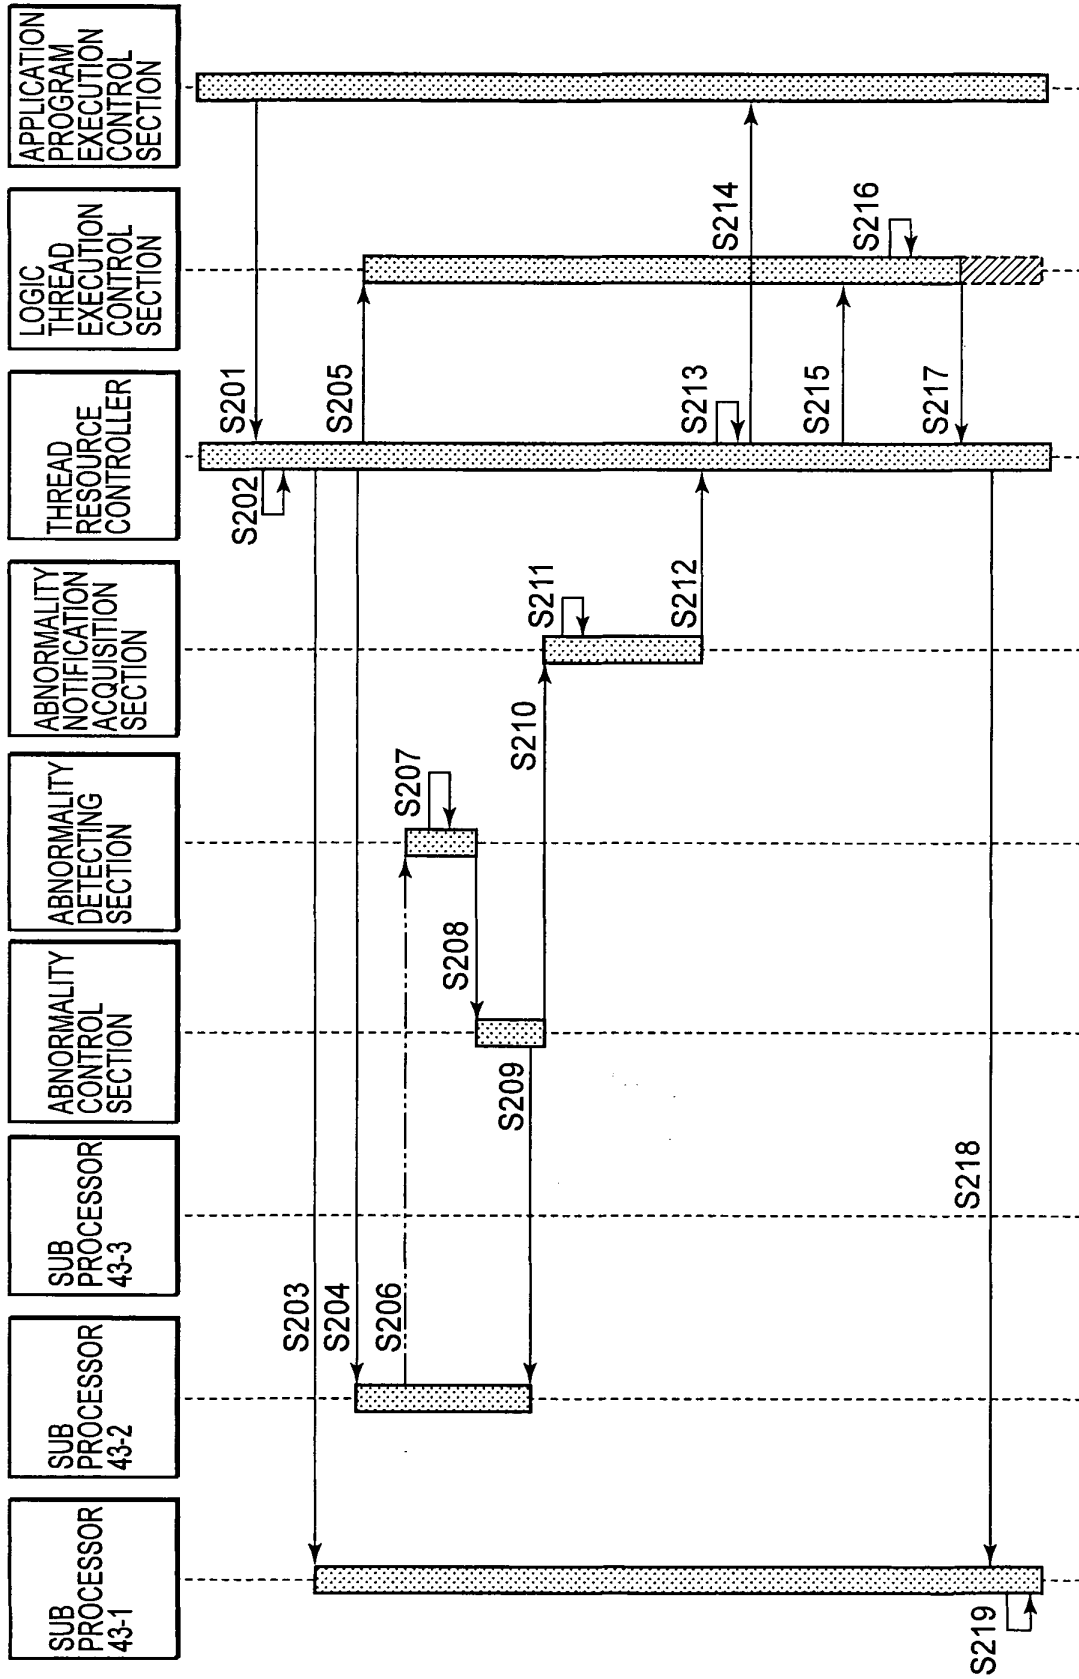 SUB
PROCESSOR
43-1
SUB
PROCESSOR
43-2
SUB
PROCESSOR
43-3
ABNORMALITY
CONTROL
SECTION
ABNORMALITY
DETECTING
SECTION
ABNORMALITY
NOTIFICATION
ACQUISITION
SECTION
THREAD
RESOURCE
CONTROLLER
LOGIC
THREAD
EXECUTION
CONTROL
SECTION
APPLICATION
PROGRAM
EXECUTION
CONTROL
SECTION
S201
S202
S203
S204
S205
S206
S207
S208
S209
S210
S211
S212
S213
S214
S215
S216
S217
S218
S219